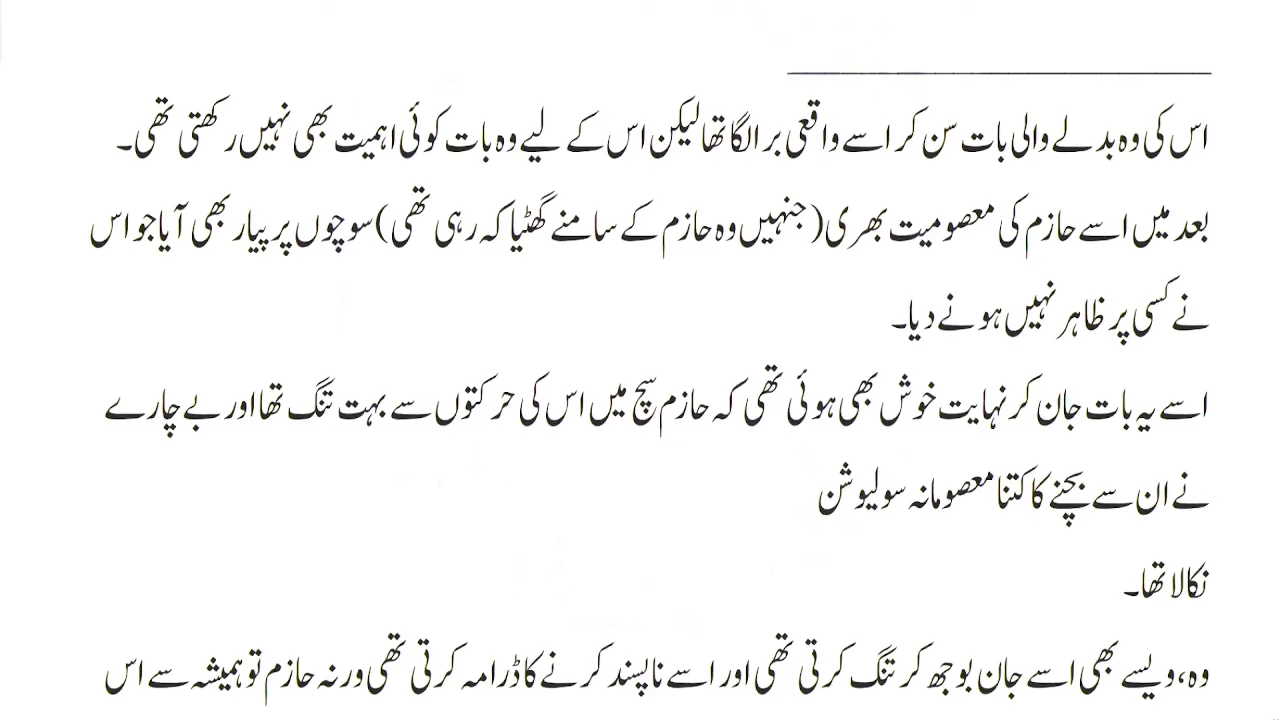 اس کی وہ بدلے والی بات سن کر اسے واقعی برا لگا تھا لیکن اس کے لیے وہ بات کوئی اہمیت بھی نہیں رکھتی تھی۔
بعد میں اسے حازم کی معصومیت بھری (جنہیں وہ حازم کے سامنے گھٹیا کہ رہی تھی) سوچوں پر پیار بھی آیا جو اس
نے کسی پر ظاہر نہیں ہونے دیا۔
اسے یہ بات جان کر نہایت خوش بھی ہوئی تھی کہ حازم سچ میں اس کی حرکتوں سے بہت تنگ تھا اور بے چارے
نے ان سے بچنے کا کتنا معصومانہ سولیوشن
نکالا تھا۔
وہ، ویسے بھی اسے جان بوجھ کر تنگ کرتی تھی اور اسے ناپسند کرنے کا ڈرامہ کرتی تھی ورنہ حازم تو ہمیشہ سے اس